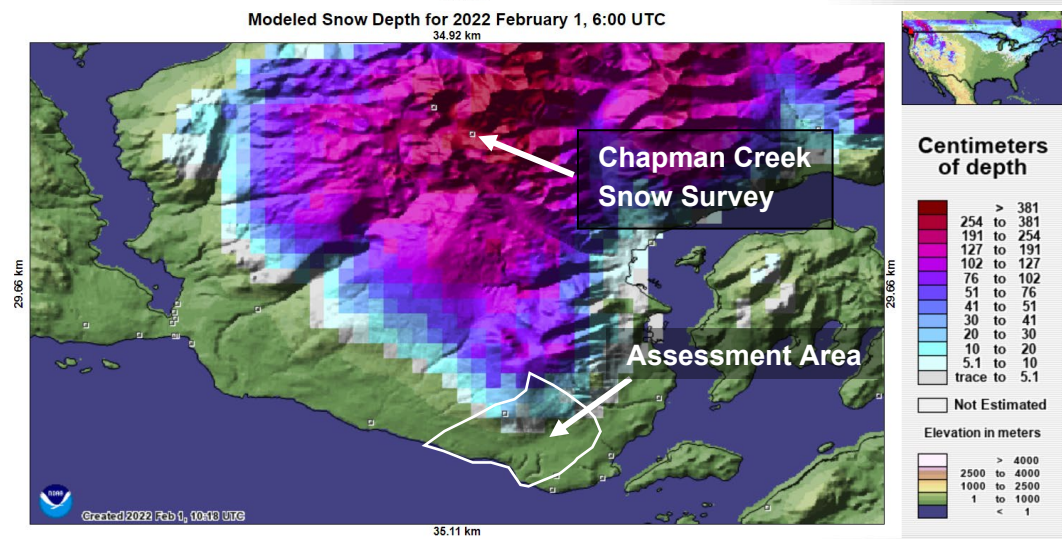 Modeled Snow Depth for 2022 February 1, 6:00 UTC
34.92 km
29.66 km
Chapman Creek
Snow Survey
Assessment Area
29.66 km
NOAA
Created 2022 Feb 1, 10:18 UTC
35.11 km
Centimeters
of depth
> 381
254 to 381
191 to 254
127 to 191
102 to 127
76 to 102
51 to 76
41 to 51
30 to 41
20 to 30
10 to 20
5.1 to 10
trace to 5.1
Not Estimated
Elevation in meters
> 4000
2500 to 4000
1000 to 2500
1 to 1000
< 1